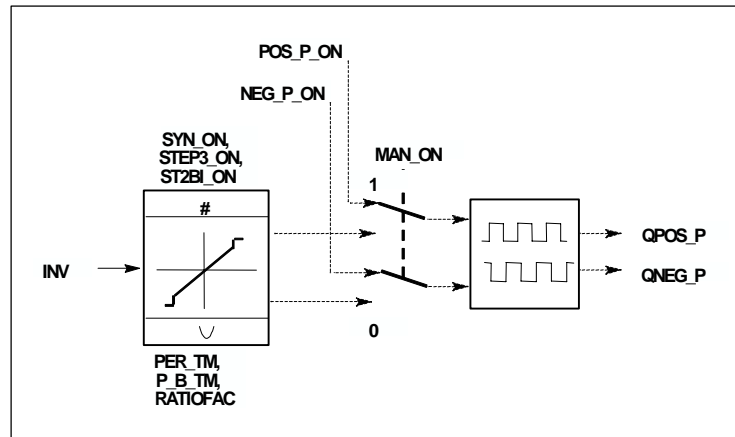 POS_P_ON
NEG_P_ON
SYN_ON,
STEP3_ON,
ST2BI_ON
MAN_ON
1
#
QPOS_P
INV
QNEG_P
0
PER_TM,
P_B_TM,
RATIOFAC